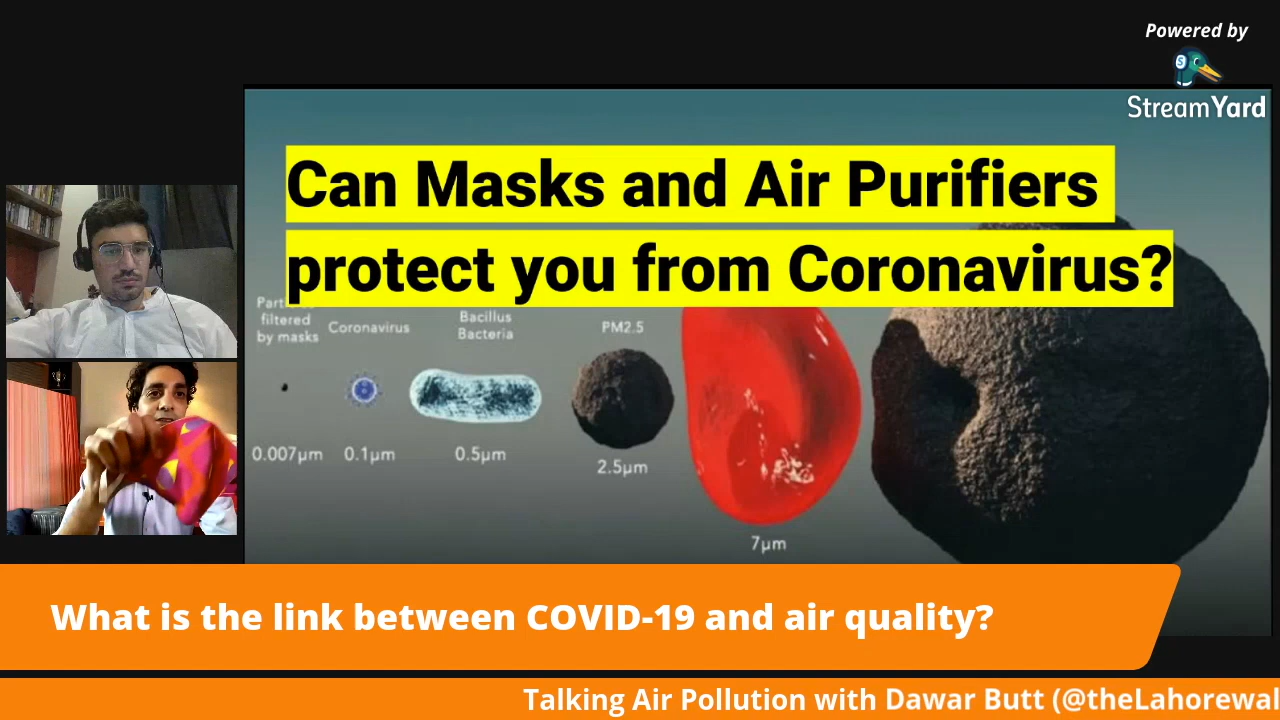 Powered by
StreamYard
Can Masks and Air Purifiers
protect you from Coronavirus?
filtered
by masks
Coronavirus
Bacillus
Bacteria
PM2.5
0.007µm
0.1µm
0.5µm
2.5µm
7µm
What is the link between COVID-19 and air quality?
Talking Air Pollution with Dawar Butt (@theLahorewal